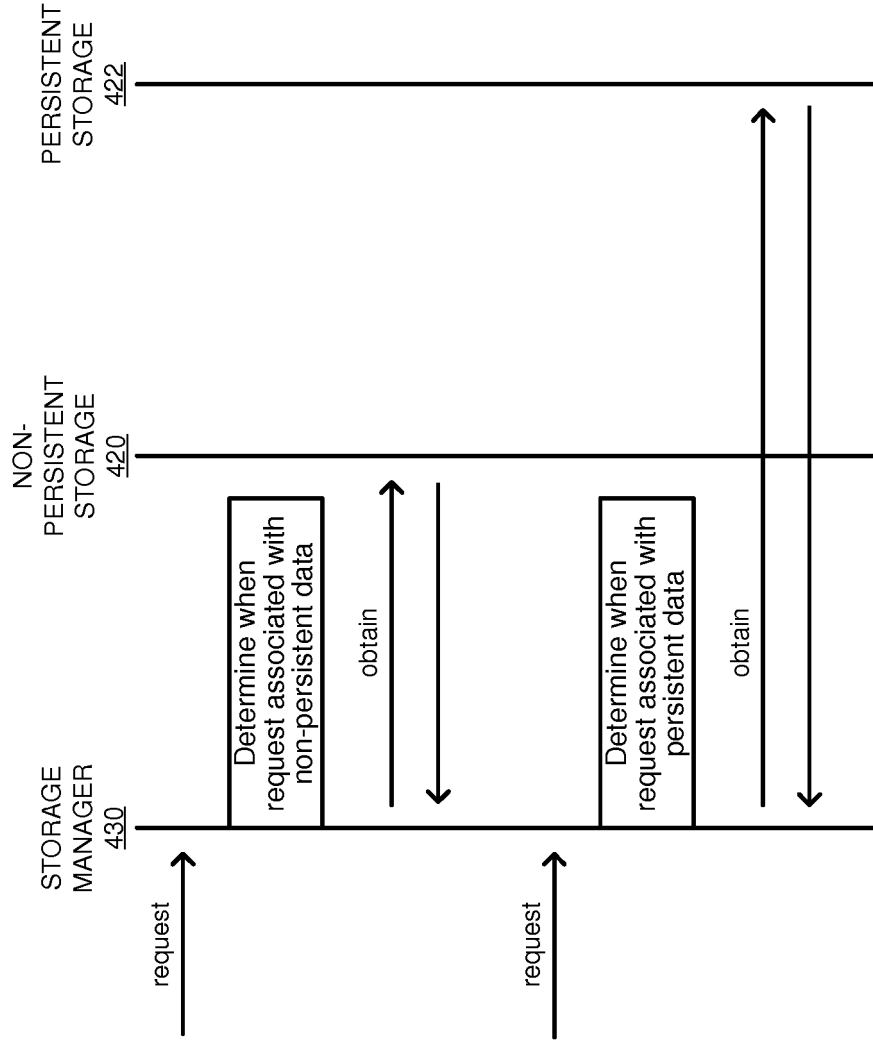 STORAGE
MANAGER
430
NON-
PERSISTENT
STORAGE
420
PERSISTENT
STORAGE
422
request
Determine when
request associated with
non-persistent data
obtain
request
Determine when
request associated with
persistent data
obtain